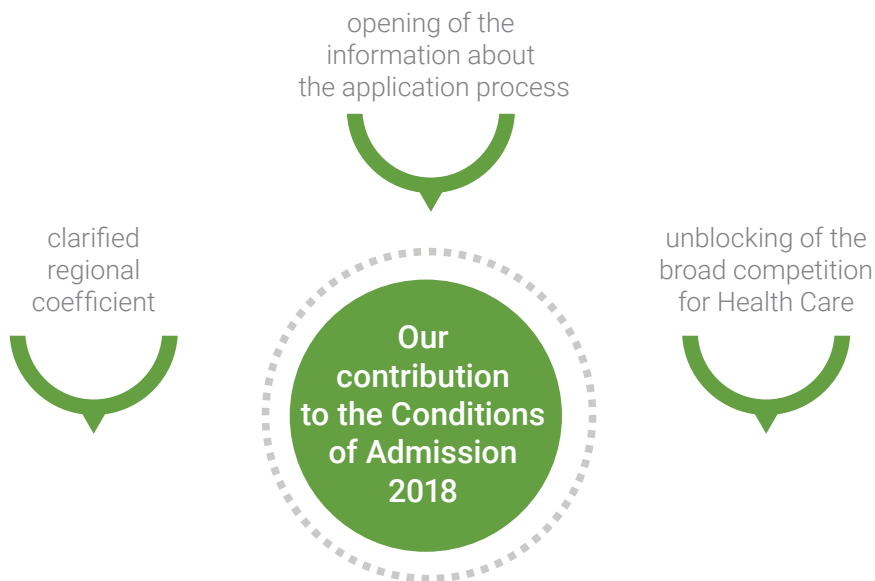 opening of the
information about
the application process
clarified
regional
coefficient
unblocking of the
broad competition
for Health Care
Our
contribution
to the Conditions
of Admission
2018